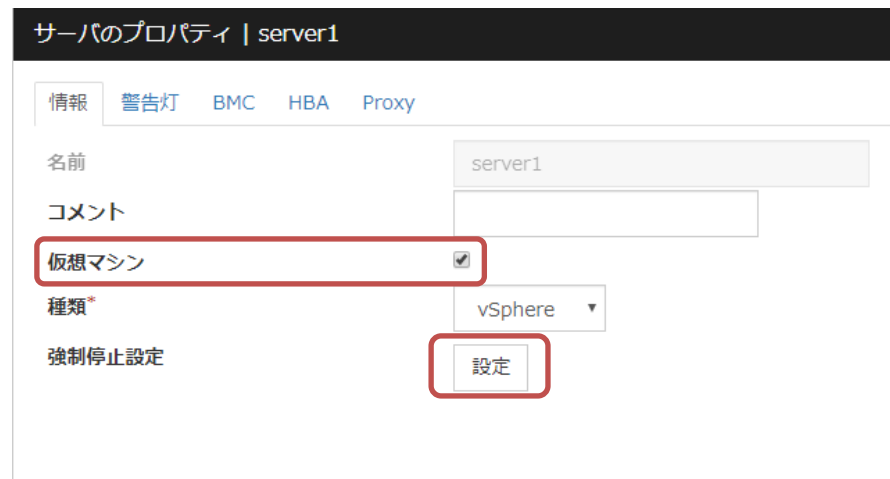 サーバのプロパティ | server1
情報 警告灯 BMC HBA Proxy
名前 server1
コメント
仮想マシン
種類* vSphere
強制停止設定 設定